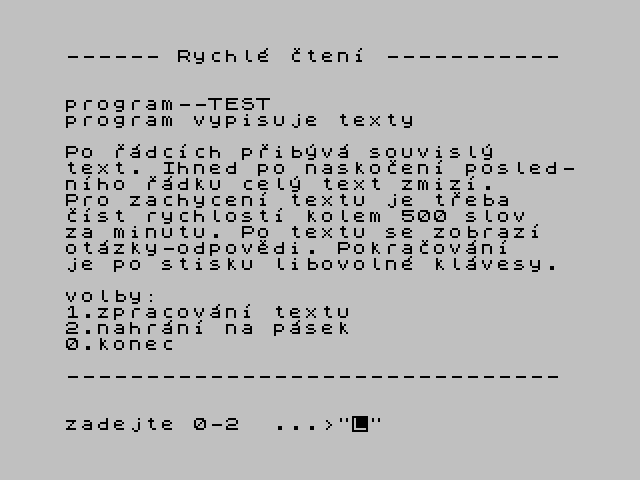 ------ Rychlé čtení -----------
program--TEST
program vypisuje texty
Po řádcích přibývá souvislý
text. Ihned po naskočení posled-
ního řádku celý text zmizí.
Pro zachycení textu je třeba
číst rychlostí kolem 500 slov
za minutu. Po textu se zobrazí
otázky-odpovědi. Pokračování
je po stisku libovolné klávesy.
volby:
1.zpracování textu
2.nahrání na pásek
0.konec
-------------------------------
zadejte 0-2  ...>"L"